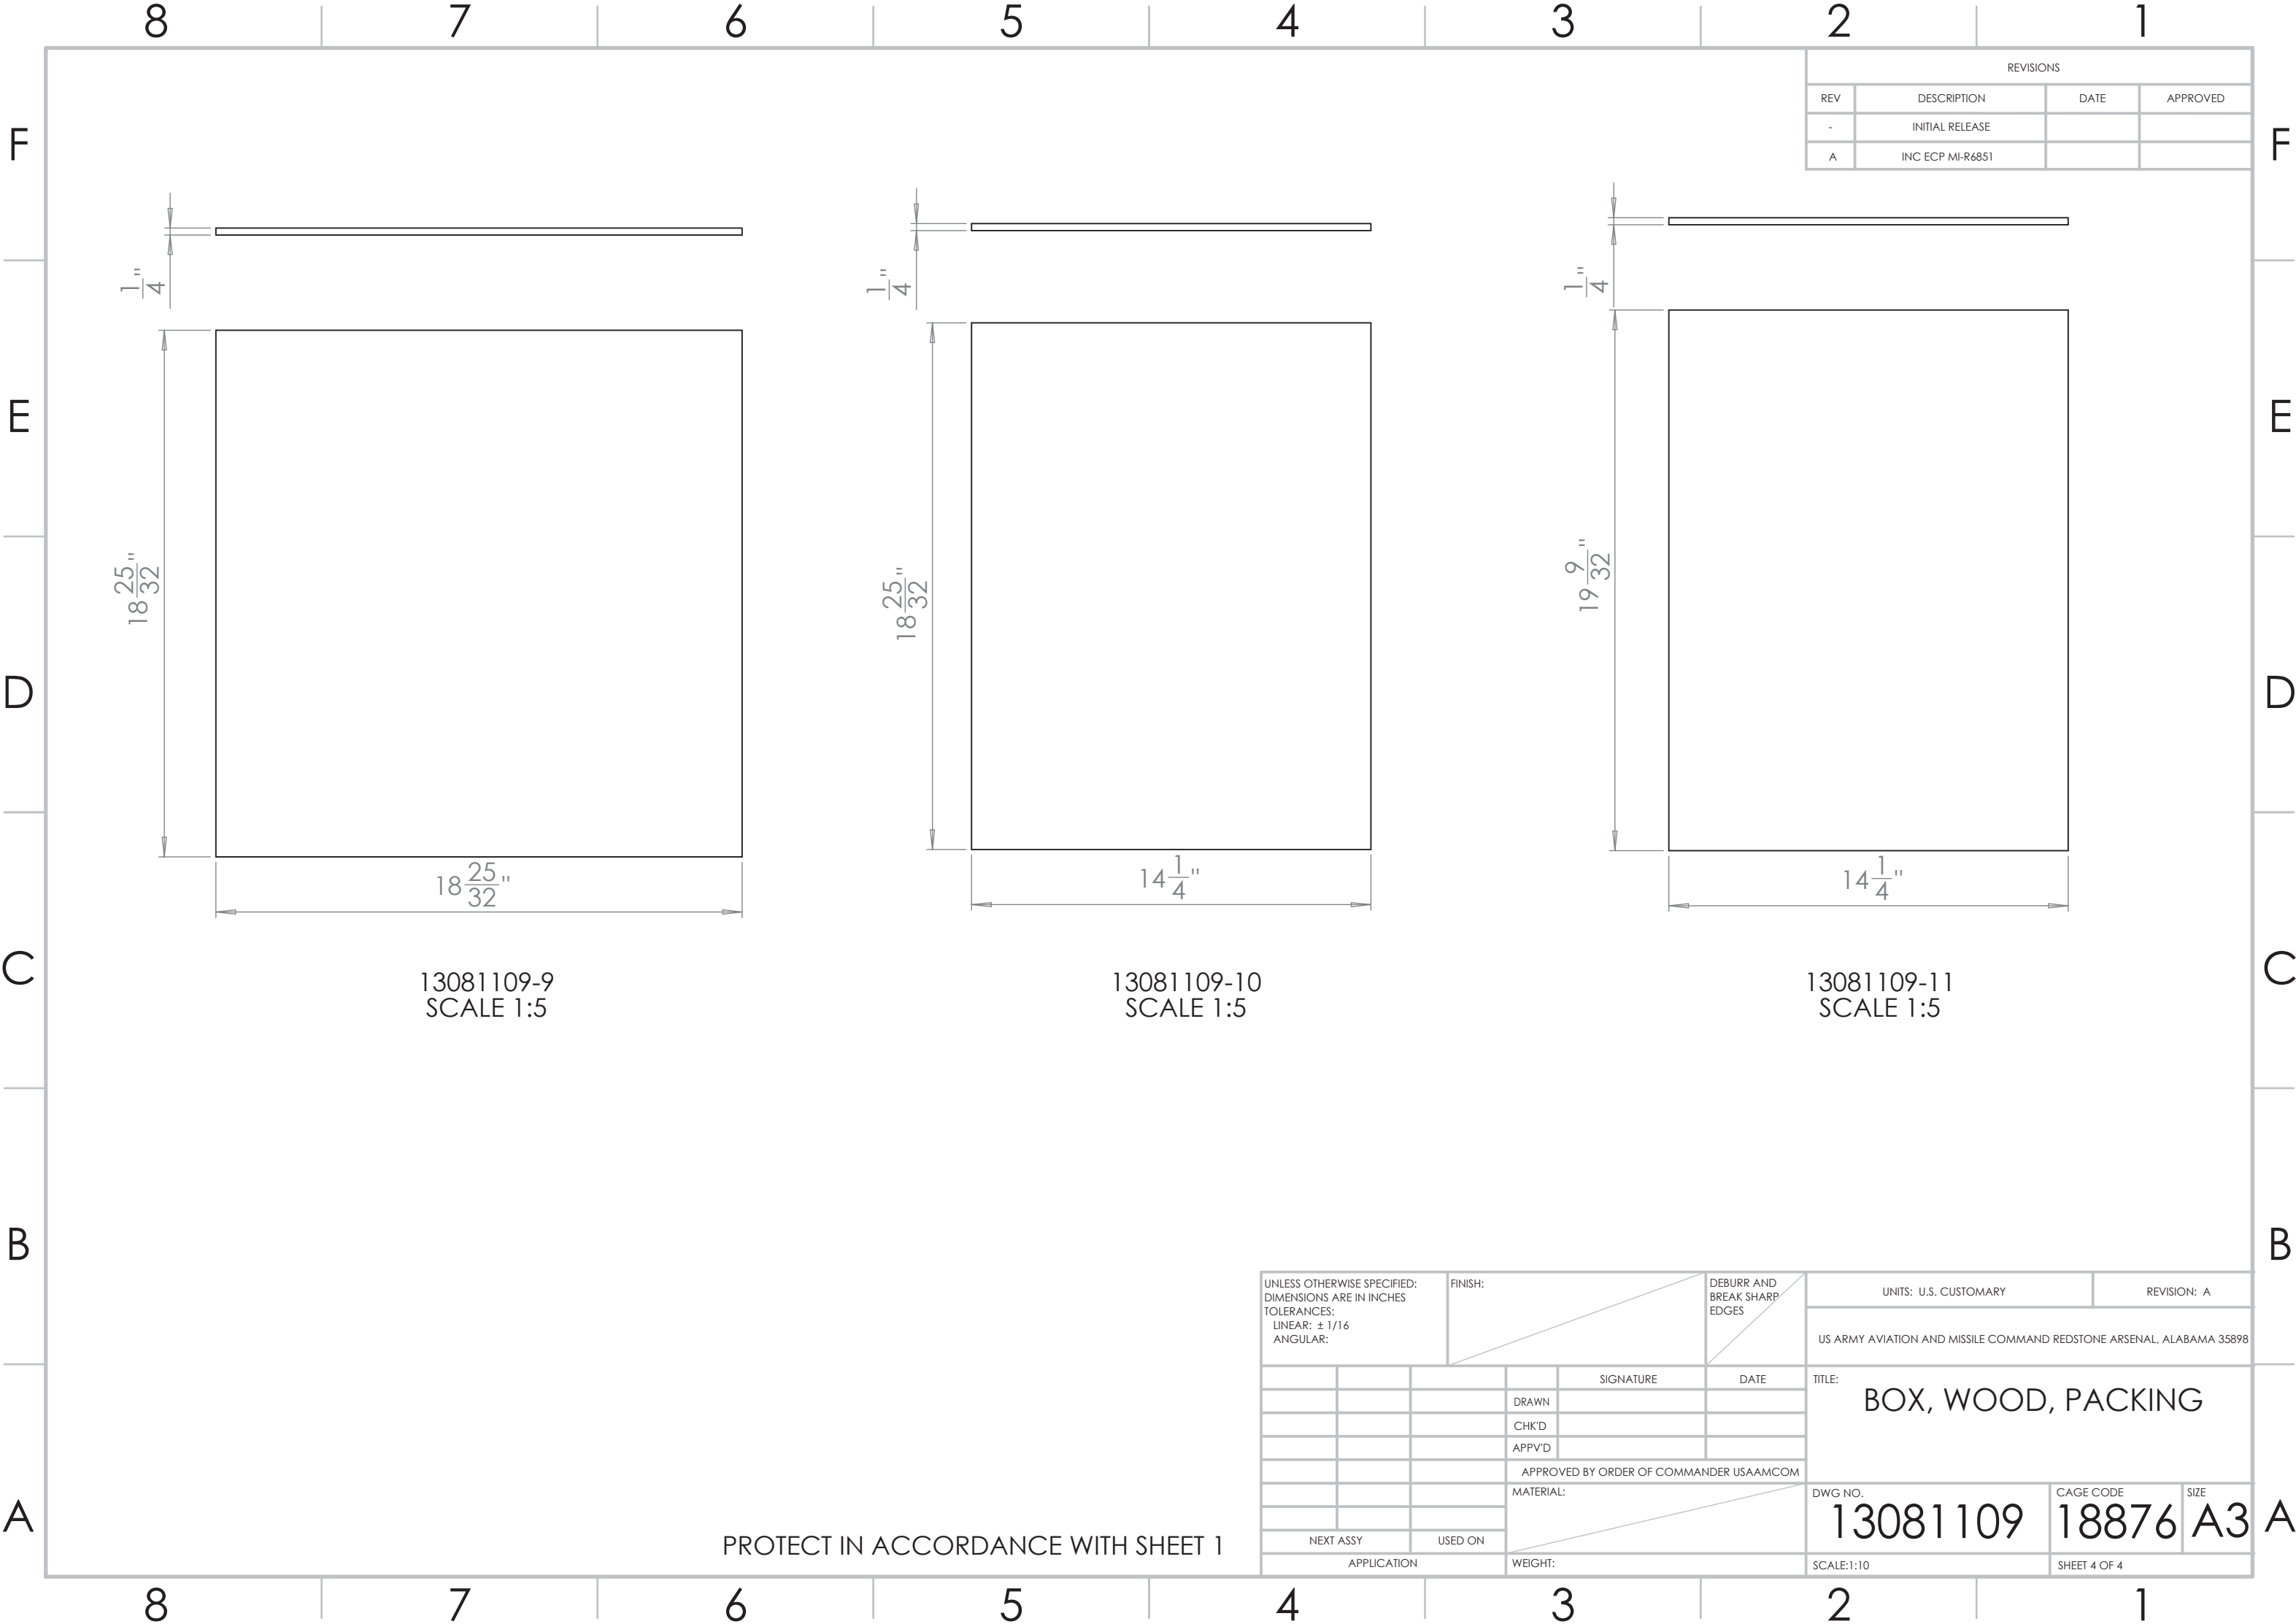 8 7 6 5 4 3 2 1
F
E
D
C
B
A
F
E
D
C
B
A
REVISIONS
REV DESCRIPTION DATE APPROVED
- INITIAL RELEASE
A INC ECP MI-R6851
1/4"
18 25/32"
18 25/32"
13081109-9
SCALE 1:5
1/4"
18 25/32"
14 1/4"
13081109-10
SCALE 1:5
1/4"
19 9/32"
14 1/4"
13081109-11
SCALE 1:5
PROTECT IN ACCORDANCE WITH SHEET 1
UNLESS OTHERWISE SPECIFIED:
DIMENSIONS ARE IN INCHES
TOLERANCES:
LINEAR: ± 1/16
ANGULAR:
FINISH:
DEBURR AND
BREAK SHARP
EDGES
UNITS: U.S. CUSTOMARY
REVISION: A
US ARMY AVIATION AND MISSILE COMMAND REDSTONE ARSENAL, ALABAMA 35898
SIGNATURE DATE
DRAWN
CHK'D
APPV'D
APPROVED BY ORDER OF COMMANDER USAAMCOM
MATERIAL:
NEXT ASSY USED ON
APPLICATION
WEIGHT:
TITLE:
BOX, WOOD, PACKING
DWG NO.
13081109
CAGE CODE
18876
SIZE
A3
SCALE:1:10
SHEET 4 OF 4
8 7 6 5 4 3 2 1